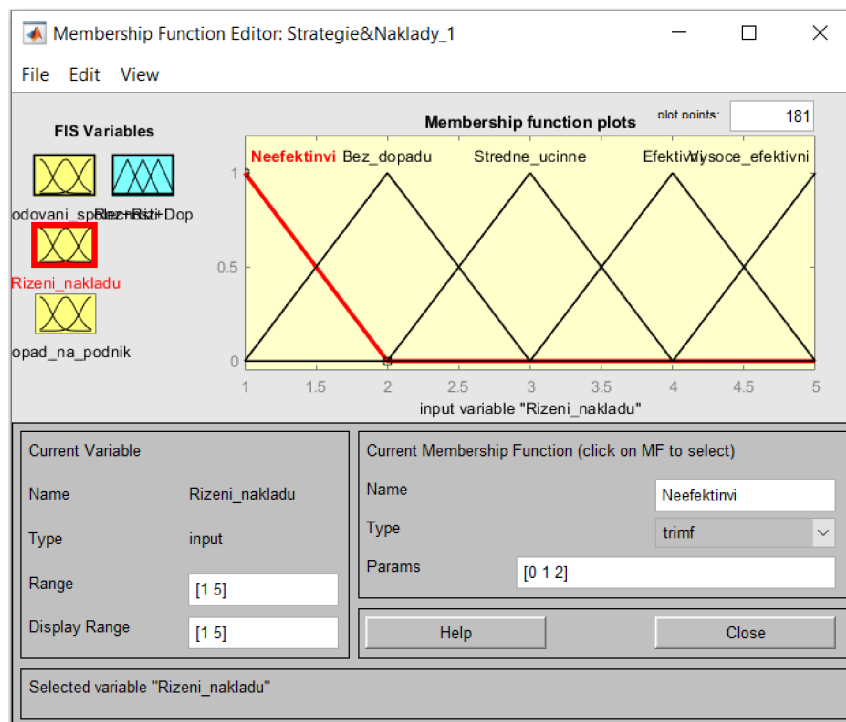 Membership Function Editor: Strategie&Naklady_1
File Edit View
FIS Variables
Membership function plots
plot points:
181
Neefektinvi Bez_dopadu Stredne_ucinne Efektivni Vysoce_efektivni
1
0.5
0
Rizeni_nakladu
opad_na_podnik
1 1.5 2 2.5 3 3.5 4 4.5 5
input variable "Rizeni_nakladu"
Current Variable
Name Rizeni_nakladu
Type input
Range [1 5]
Display Range [1 5]
Current Membership Function (click on MF to select)
Name Neefektinvi
Type trimf
Params [0 1 2]
Help Close
Selected variable "Rizeni_nakladu"